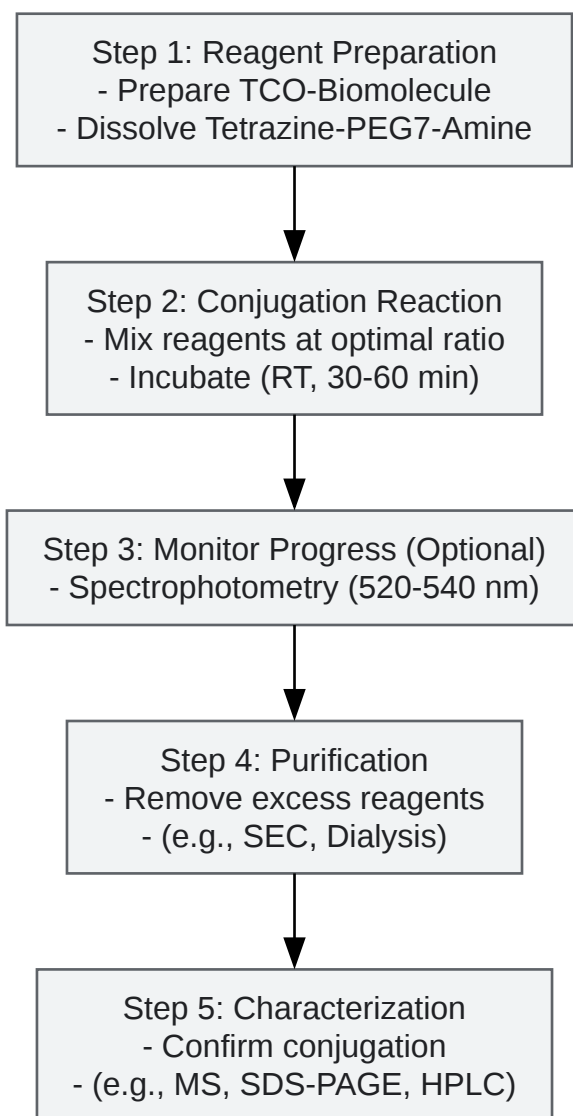 Step 1: Reagent Preparation
- Prepare TCO-Biomolecule
- Dissolve Tetrazine-PEG7-Amine
Step 2: Conjugation Reaction
- Mix reagents at optimal ratio
- Incubate (RT, 30-60 min)
Step 3: Monitor Progress (Optional)
- Spectrophotometry (520-540 nm)
Step 4: Purification
- Remove excess reagents
- (e.g., SEC, Dialysis)
Step 5: Characterization
- Confirm conjugation
- (e.g., MS, SDS-PAGE, HPLC)